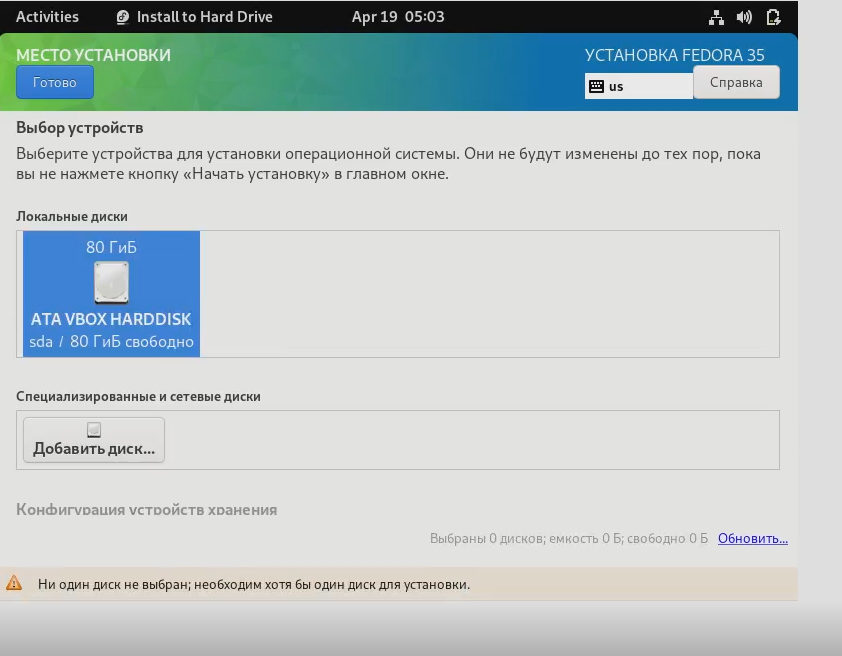 Activities Install to Hard Drive Apr 19 05:03
МЕСТО УСТАНОВКИ УСТАНОВКА FEDORA 35
Готово us Справка
Выбор устройств
Выберите устройства для установки операционной системы. Они не будут изменены до тех пор, пока
вы не нажмете кнопку «Начать установку» в главном окне.
Локальные диски
80 ГиБ
ATA VBOX HARDDISK
sda / 80 ГиБ свободно
Специализированные и сетевые диски
Добавить диск...
Конфигурация устройств хранения
Выбраны 0 дисков; емкость 0 Б; свободно 0 Б Обновить...
Ни один диск не выбран; необходим хотя бы один диск для установки.